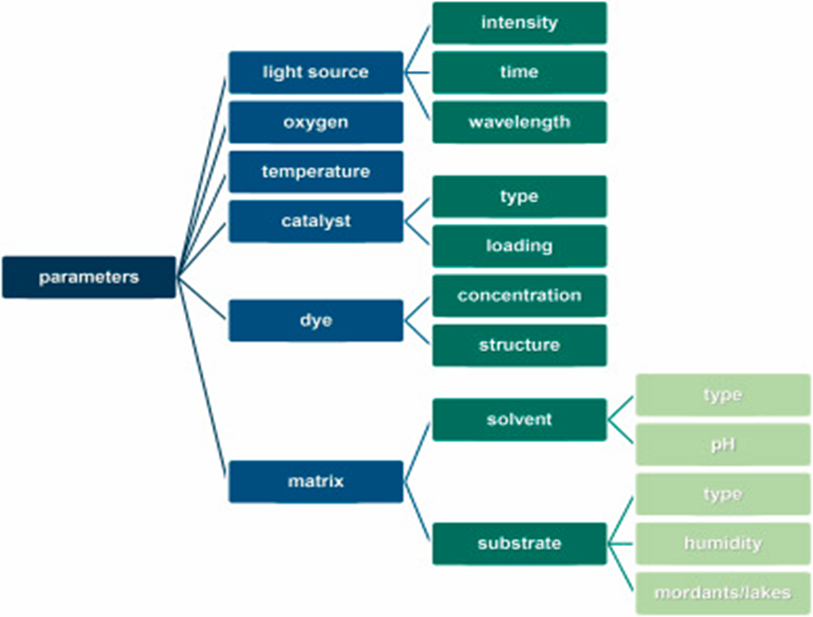 intensity
light source
time
oxygen
wavelength
temperature
type
catalyst
loading
parameters
concentration
dye
structure
type
solvent
pH
matrix
type
substrate
humidity
mordants/lakes